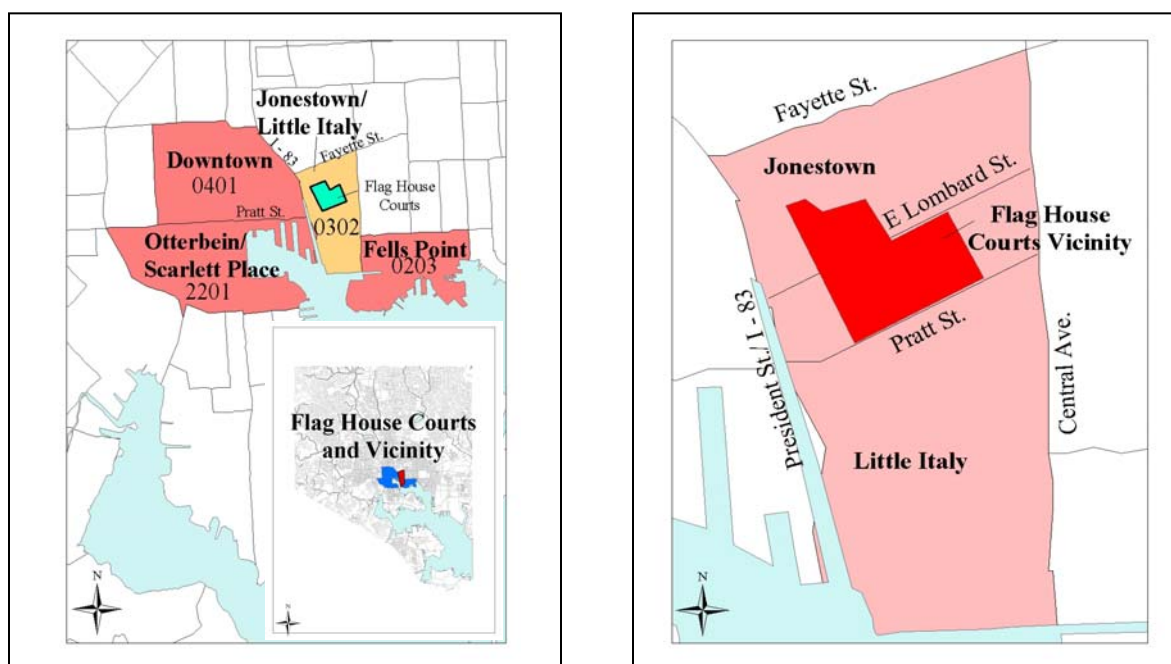 Jonestown/
Little Italy
I - 83
Fayette St.
Downtown
0401
Flag House
Courts
Pratt St.
0302
Otterbein/
Scarlett Place
2201
Fells Point
0203
Flag House Courts
and Vicinity
N
N
Fayette St.
Jonestown
E Lombard St.
Flag House
Courts Vicinity
President St./ I - 83
Pratt St.
Central Ave.
Little Italy
N